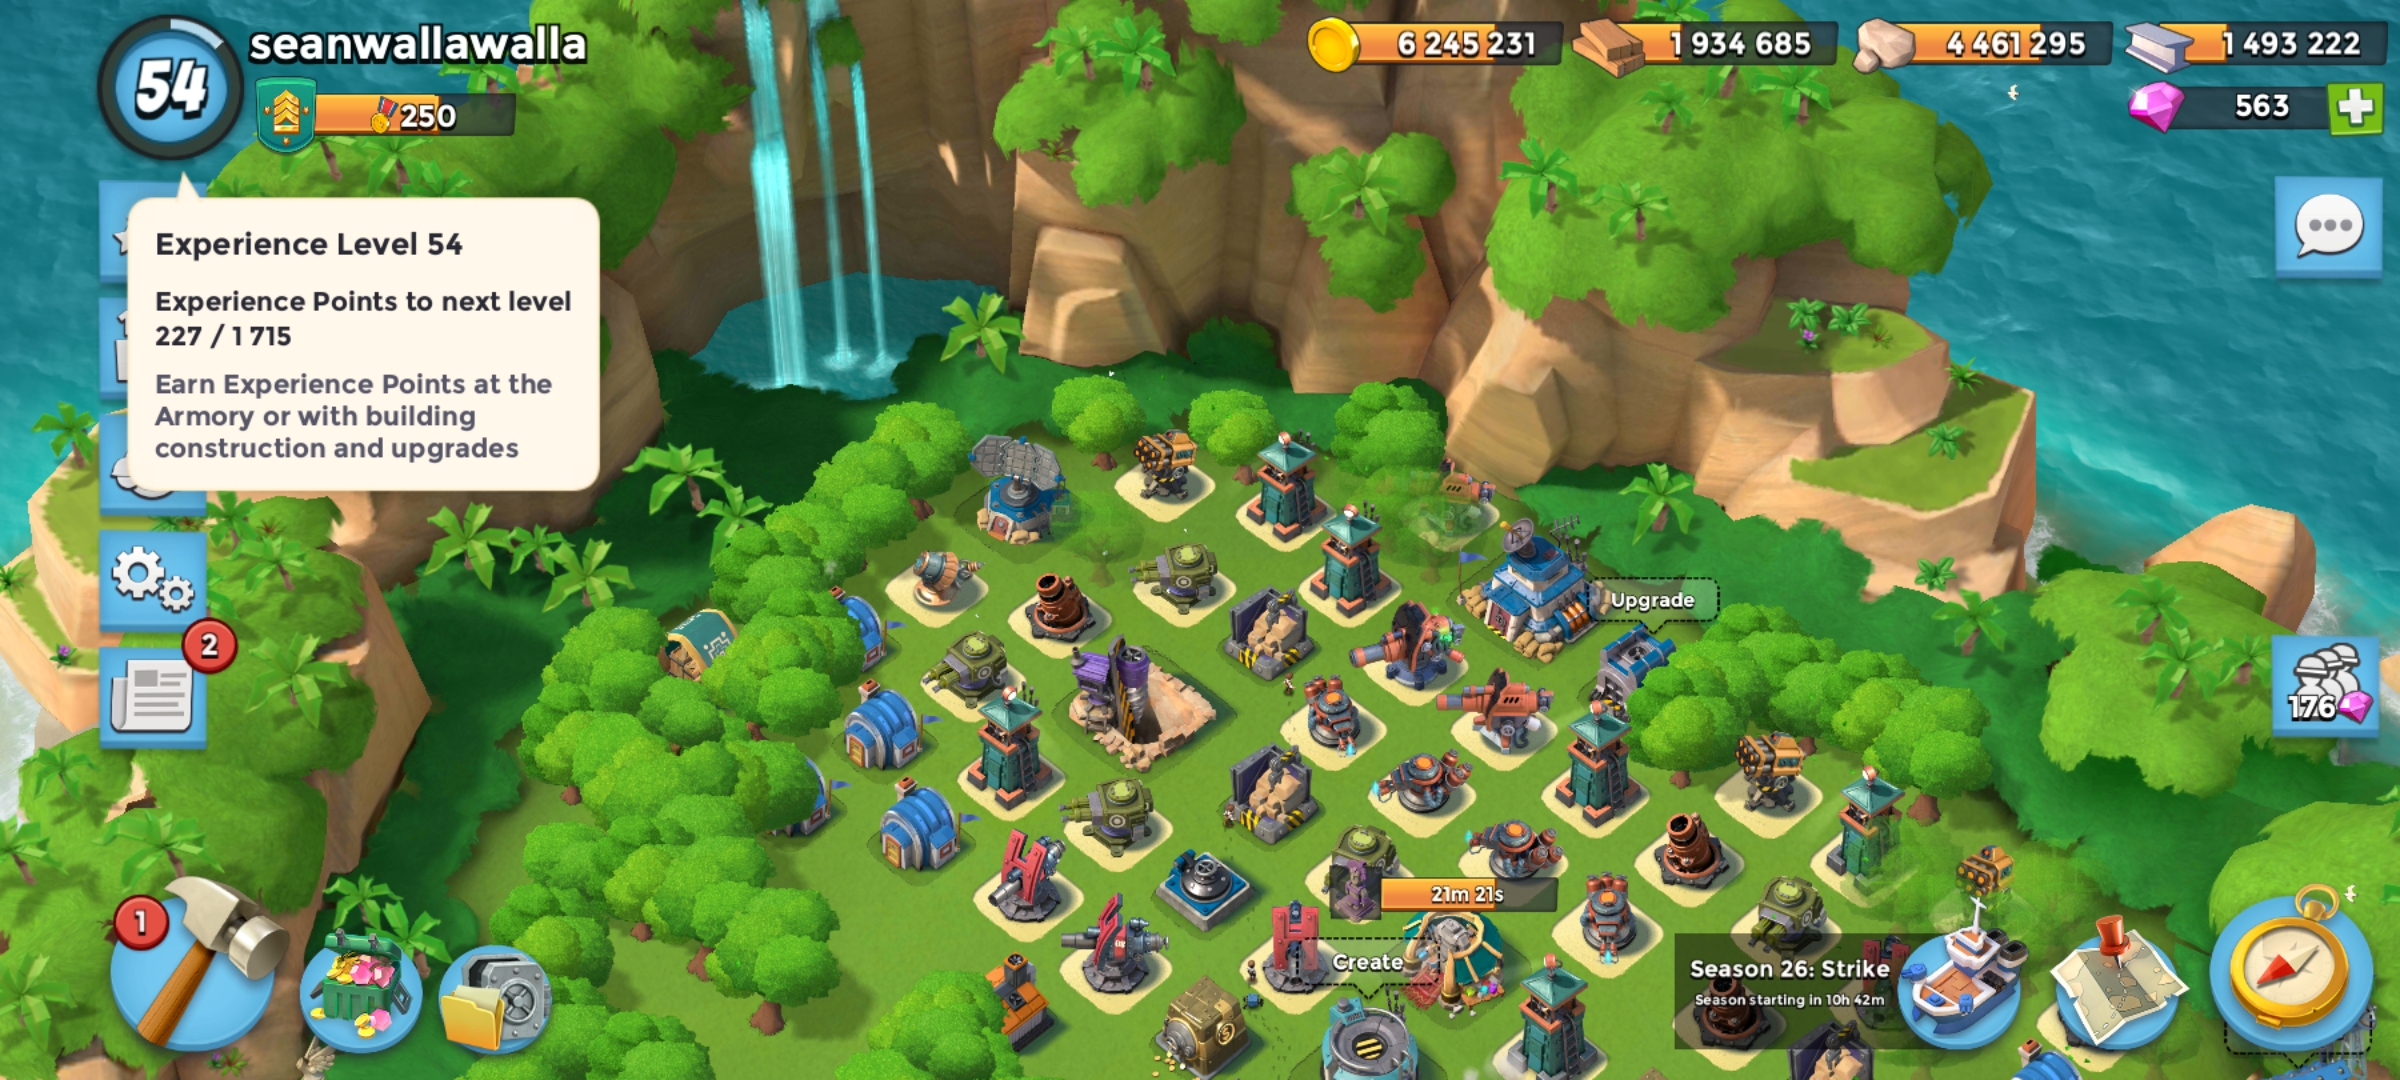 54
seanwallawalla
250
6 245 231
1 934 685
4 461 295
1 493 222
563
Experience Level 54
Experience Points to next level
227 / 1 715
Earn Experience Points at the
Armory or with building
construction and upgrades
Upgrade
2
176
21m 21s
1
Create
Season 26: Strike
Season starting in 10h 42m